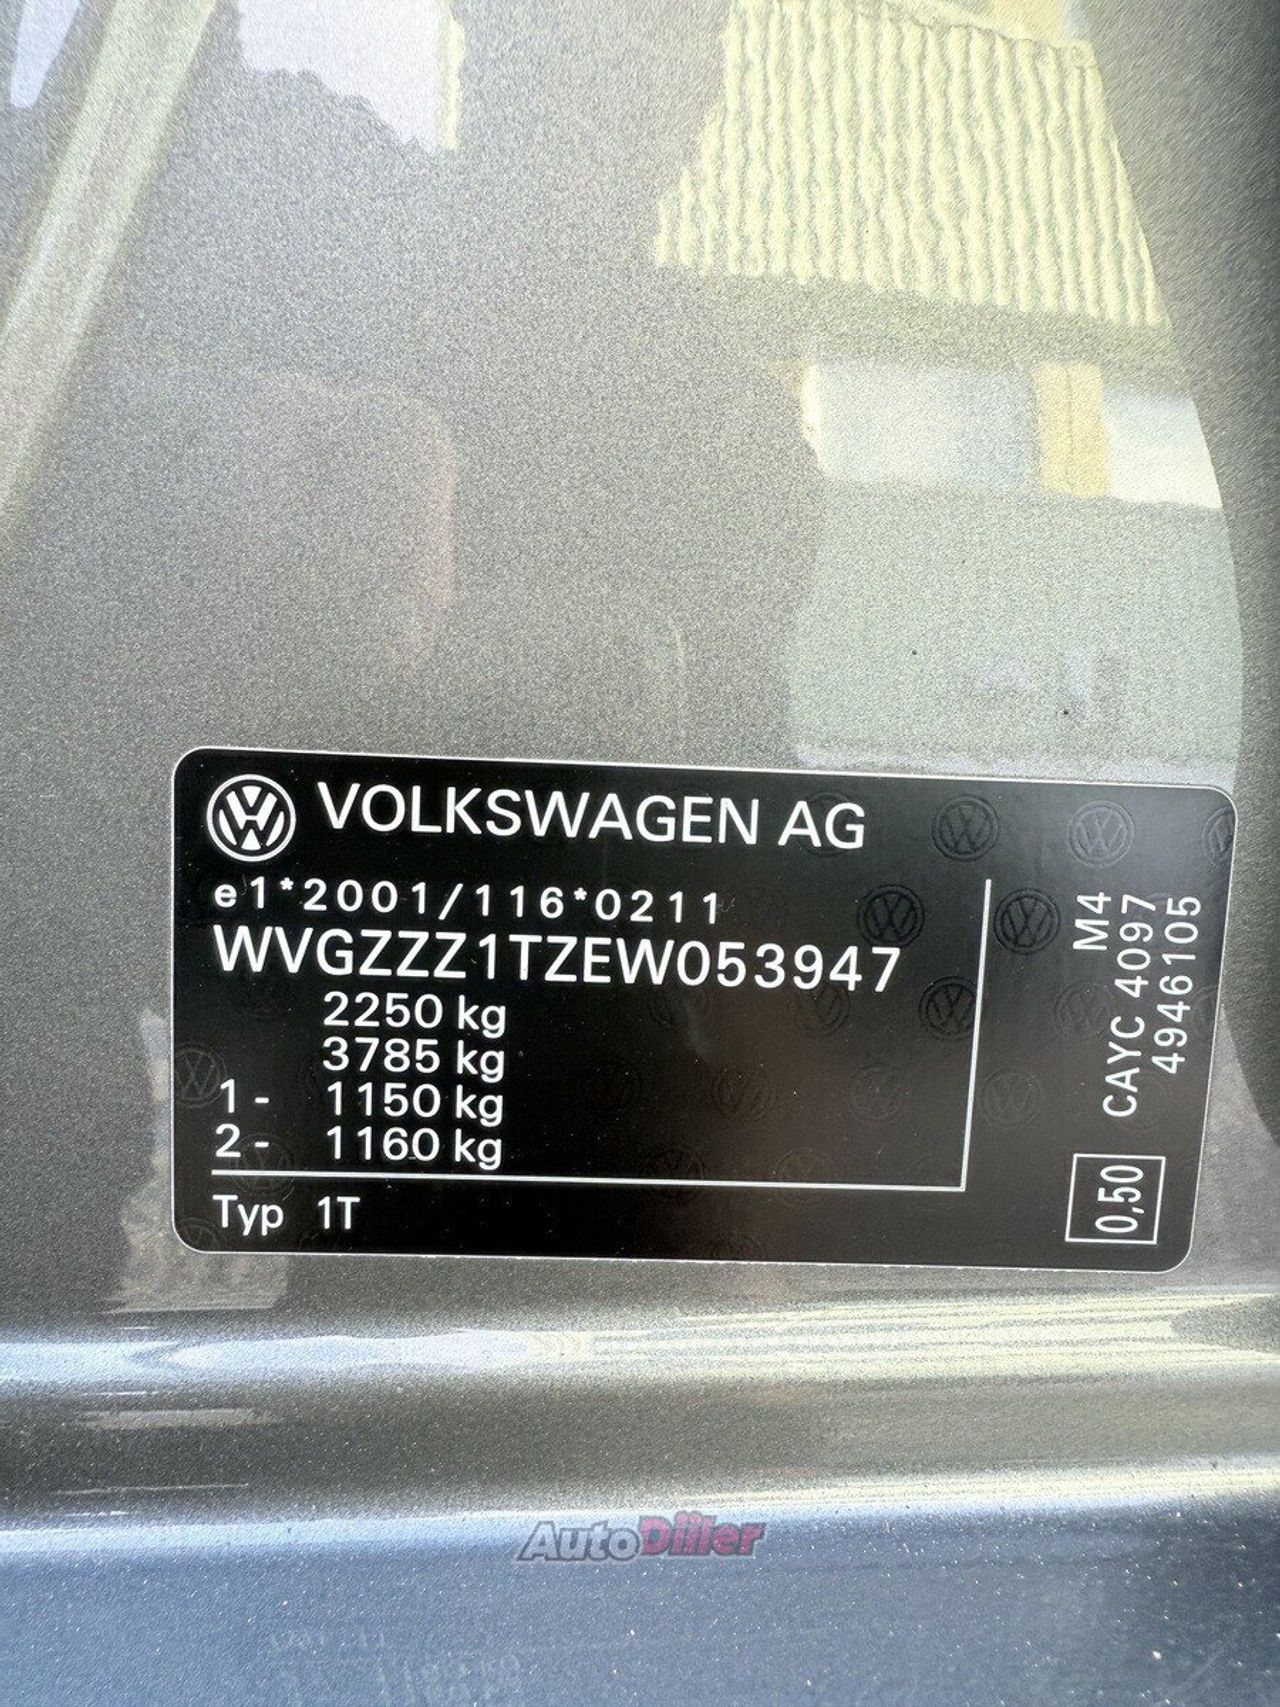 VOLKSWAGEN AG
e1*2001/116*0211
WVGZZZ1TZEW053947
2250 kg
3785 kg
1- 1150 kg
2- 1160 kg
Typ 1T
M4
CAYC 4097
4946105
0,50
AutoDiiler